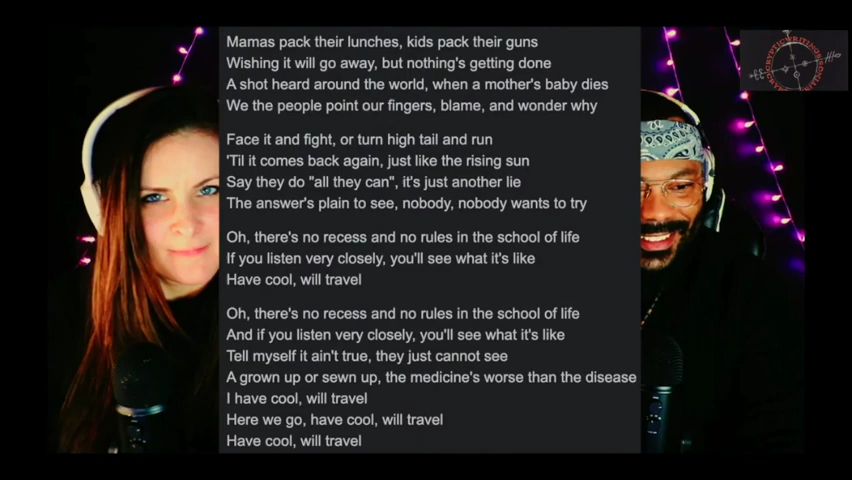 Mamas pack their lunches, kids pack their guns
Wishing it will go away, but nothing's getting done
A shot heard around the world, when a mother's baby dies
We the people point our fingers, blame, and wonder why
Face it and fight, or turn high tail and run
'Til it comes back again, just like the rising sun
Say they do "all they can", it's just another lie
The answer's plain to see, nobody, nobody wants to try
Oh, there's no recess and no rules in the school of life
If you listen very closely, you'll see what it's like
Have cool, will travel
Oh, there's no recess and no rules in the school of life
And if you listen very closely, you'll see what it's like
Tell myself it ain't true, they just cannot see
A grown up or sewn up, the medicine's worse than the disease
I have cool, will travel
Here we go, have cool, will travel
Have cool, will travel